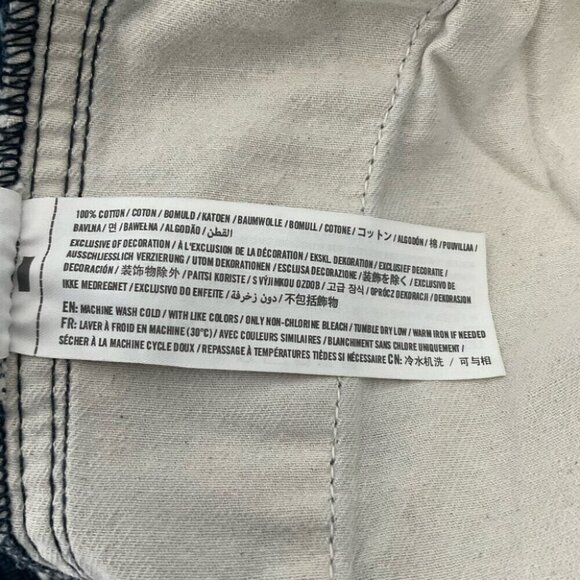 100% COTTON / COTON / BOMULD / KATOEN / BAUMWOLLE / BOMULL / COTONE / コットン / ALGODÓN / 棉 / PUUVILLAA /
BAVLNA / 면 / BAWEŁNA / ALGODÃO / القطن /
EXCLUSIVE OF DECORATION / À L'EXCLUSION DE LA DÉCORATION / EKSKL. DEKORATION / EXCLUSIEF DECORATIE /
AUSSCHLIESSLICH VERZIERUNG / UTOM DEKORATIONEN / ESCLUSA DECORAZIONE / 装飾を除く / EXCLUSIVO DE
DECORACIÓN / 装饰物除外 / PAITSI KORISTE / S VÝJIMKOU OZDOB / 고급 장식 / OPRÓCZ DEKORACJI / DEKORASJON
IKKE MEDREGNET / EXCLUSIVO DO ENFEITE / دون زخرفة / 不包括飾物
EN: MACHINE WASH COLD / WITH LIKE COLORS / ONLY NON-CHLORINE BLEACH / TUMBLE DRY LOW / WARM IRON IF NEEDED
FR: LAVER À FROID EN MACHINE (30°C) / AVEC COULEURS SIMILAIRES / BLANCHIMENT SANS CHLORE UNIQUEMENT /
SÉCHER À LA MACHINE CYCLE DOUX / REPASSAGE À TEMPÉRATURES TIÈDES SI NÉCESSAIRE CN: 冷水机洗 / 可与相